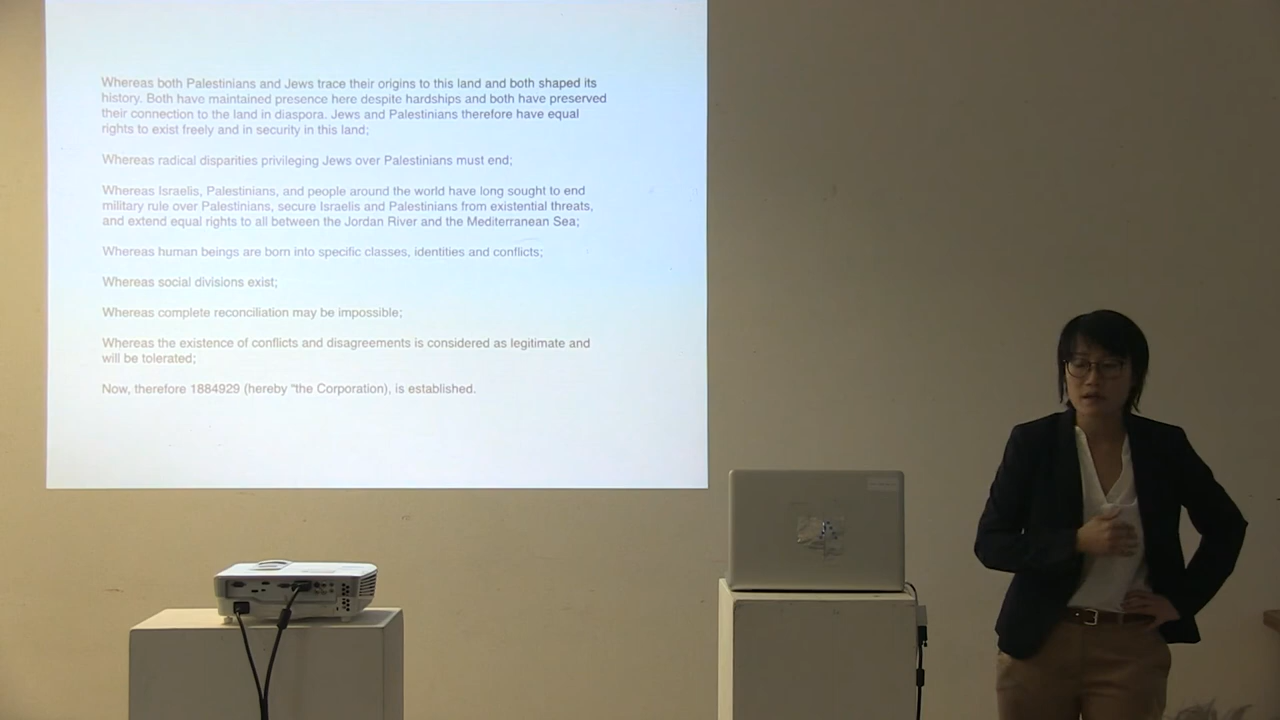 Whereas both Palestinians and Jews trace their origins to this land and both shaped its
history. Both have maintained presence here despite hardships and both have preserved
their connection to the land in diaspora. Jews and Palestinians therefore have equal
rights to exist freely and in security in this land;
Whereas radical disparities privileging Jews over Palestinians must end;
Whereas Israelis, Palestinians, and people around the world have long sought to end
military rule over Palestinians, secure Israelis and Palestinians from existential threats,
and extend equal rights to all between the Jordan River and the Mediterranean Sea;
Whereas human beings are born into specific classes, identities and conflicts;
Whereas social divisions exist;
Whereas complete reconciliation may be impossible;
Whereas the existence of conflicts and disagreements is considered as legitimate and
will be tolerated;
Now, therefore 1884929 (hereby "the Corporation), is established.